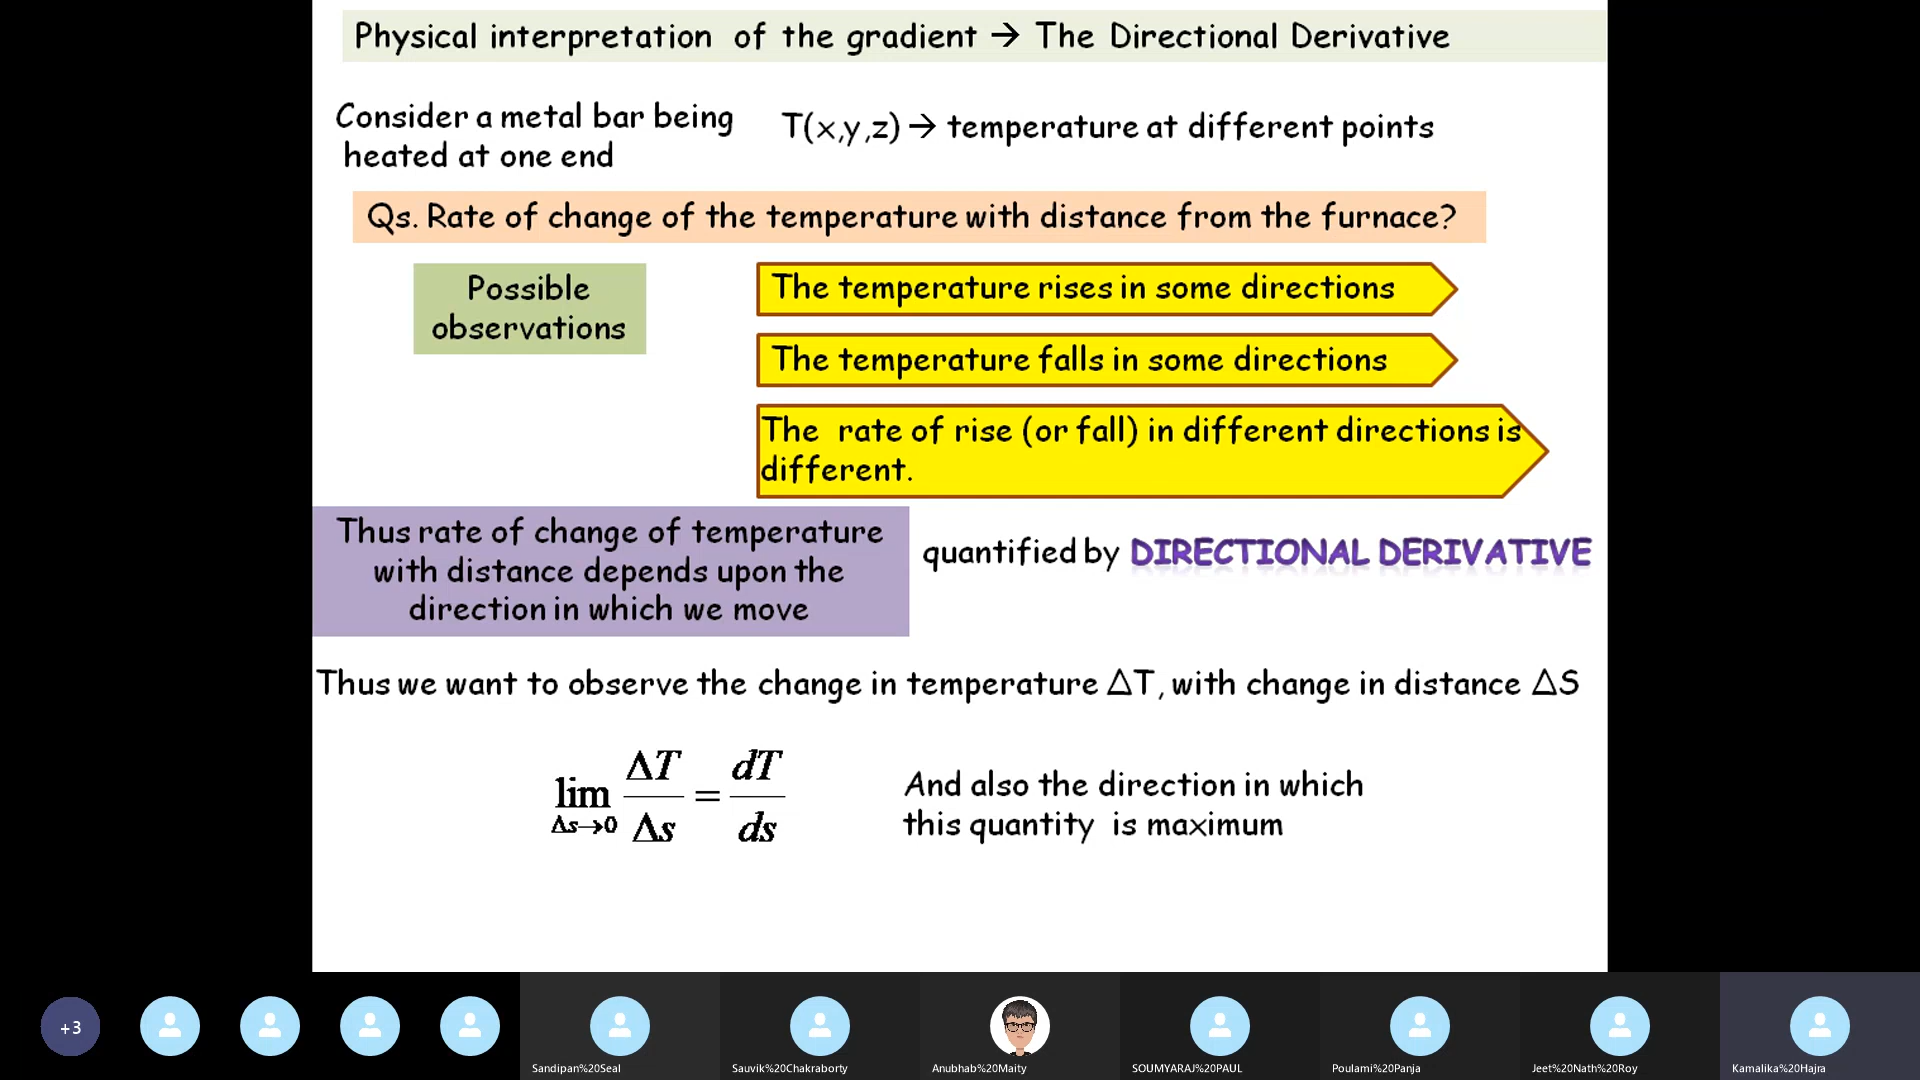 Physical interpretation of the gradient → The Directional Derivative
Consider a metal bar being
heated at one end
T(x,y,z) → temperature at different points
Qs. Rate of change of the temperature with distance from the furnace?
Possible
observations
The temperature rises in some directions
The temperature falls in some directions
The rate of rise (or fall) in different directions is
different.
Thus rate of change of temperature
with distance depends upon the
direction in which we move
quantified by DIRECTIONAL DERIVATIVE
Thus we want to observe the change in temperature ΔT, with change in distance ΔS
lim Δs→0 ΔT/Δs = dT/ds
And also the direction in which
this quantity is maximum
+3
Sandipan%20Seal
Sauvik%20Chakraborty
Anubhab%20Maity
SOUMYARAJ%20PAUL
Poulami%20Panja
Jeet%20Nath%20Roy
Kamalika%20Hajra